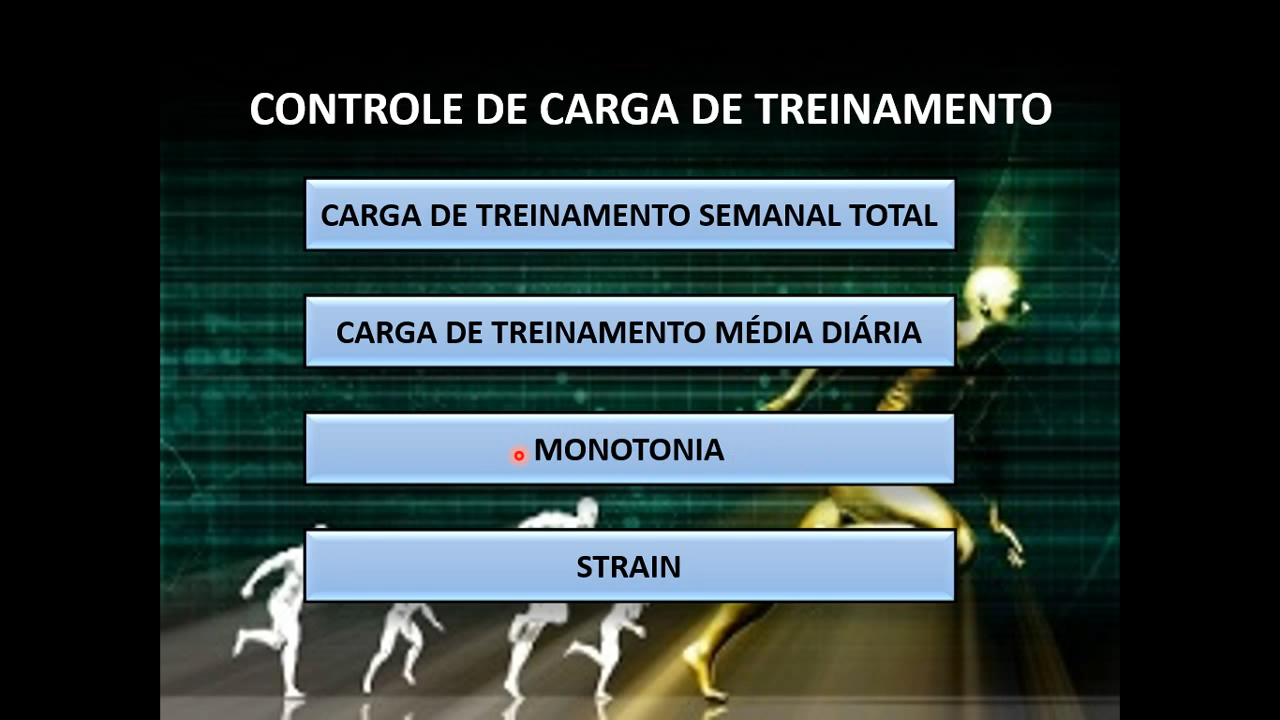 CONTROLE DE CARGA DE TREINAMENTO
CARGA DE TREINAMENTO SEMANAL TOTAL
CARGA DE TREINAMENTO MÉDIA DIÁRIA
MONOTONIA
STRAIN